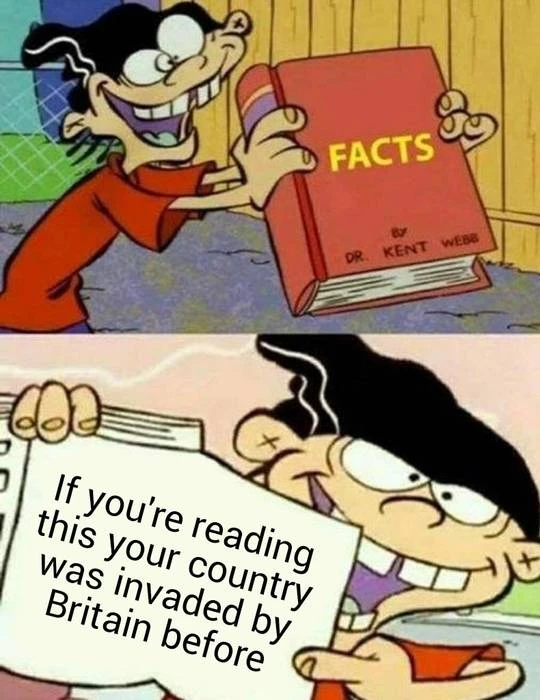 FACTS
By
DR. KENT WEBB
If you're reading
this your country
was invaded by
Britain before